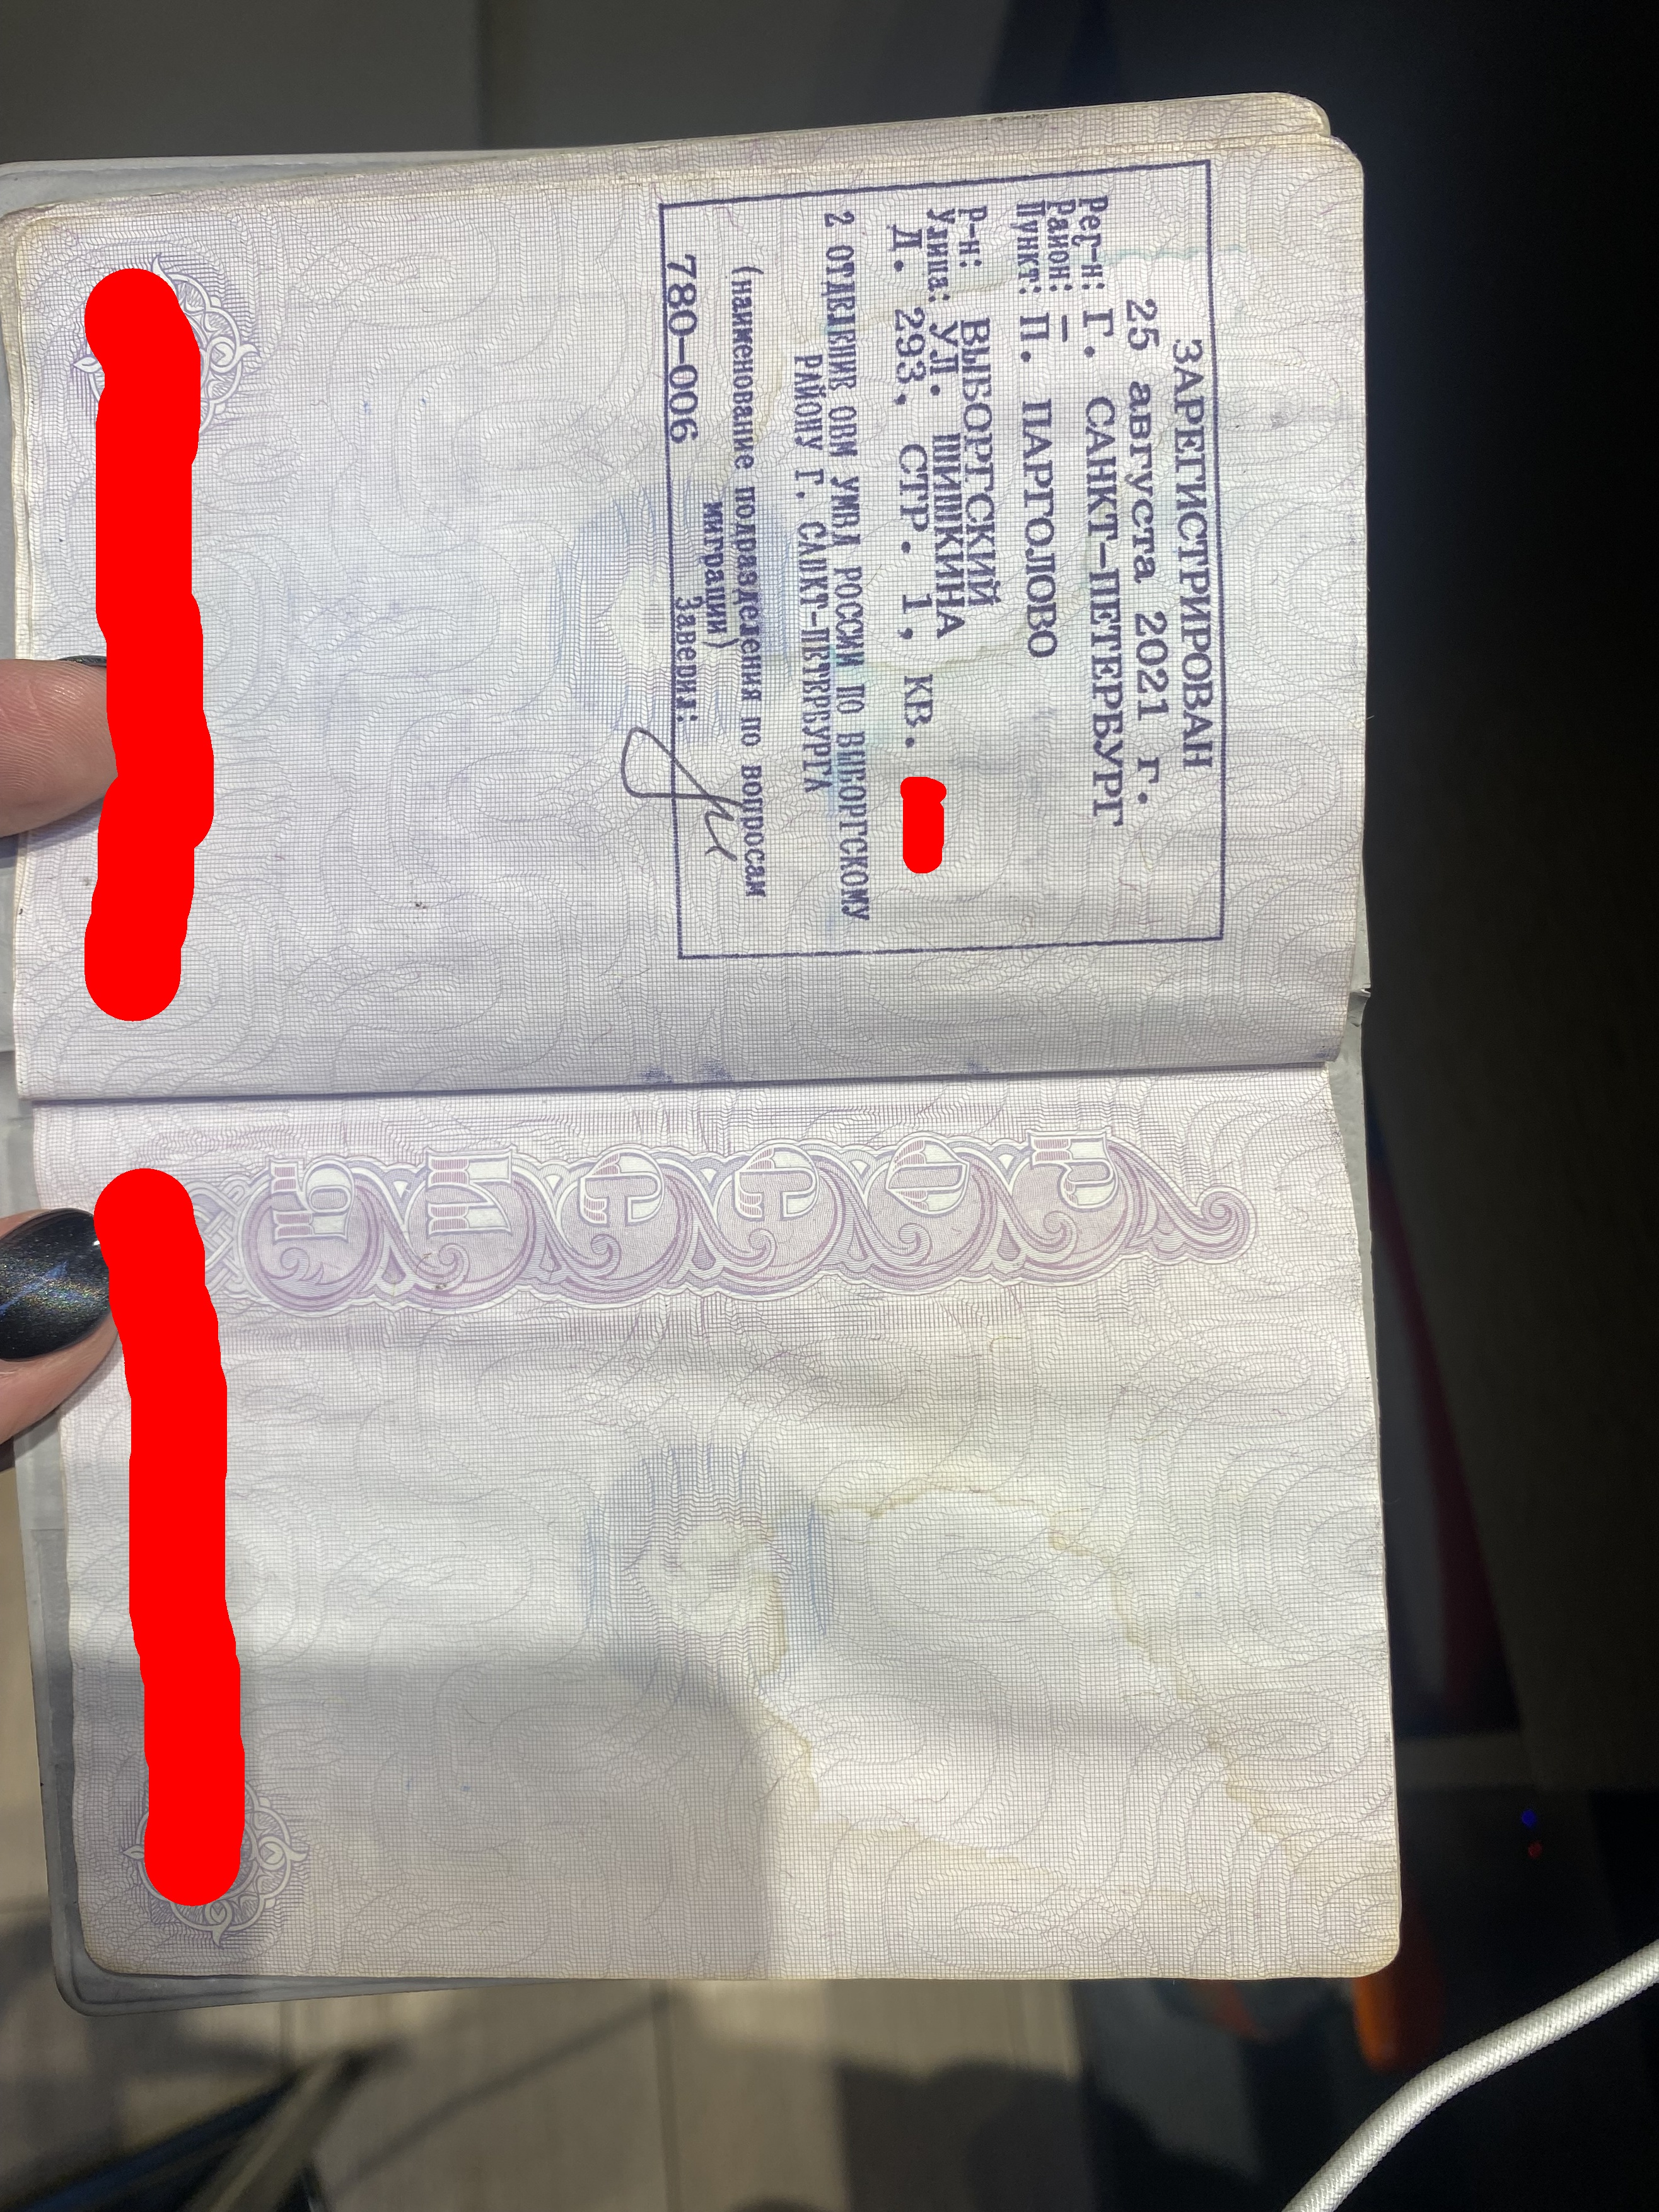 ЗАРЕГИСТРИРОВАН
25 августа 2021 г.
Рег-н: Г. САНКТ-ПЕТЕРБУРГ
Район: —
Пункт: П. ПАРГОЛОВО
Р-н: ВЫБОРГСКИЙ
Улица: УЛ. ШИШКИНА
Д. 293, СТР. 1, КВ.
2 ОТДЕЛЕНИЕ ОВМ УМВД РОССИИ ПО ВЫБОРГСКОМУ
РАЙОНУ Г. САНКТ-ПЕТЕРБУРГА
(наименование подразделения по вопросам
миграции)
780-006 Заверил:
РОССИЯ